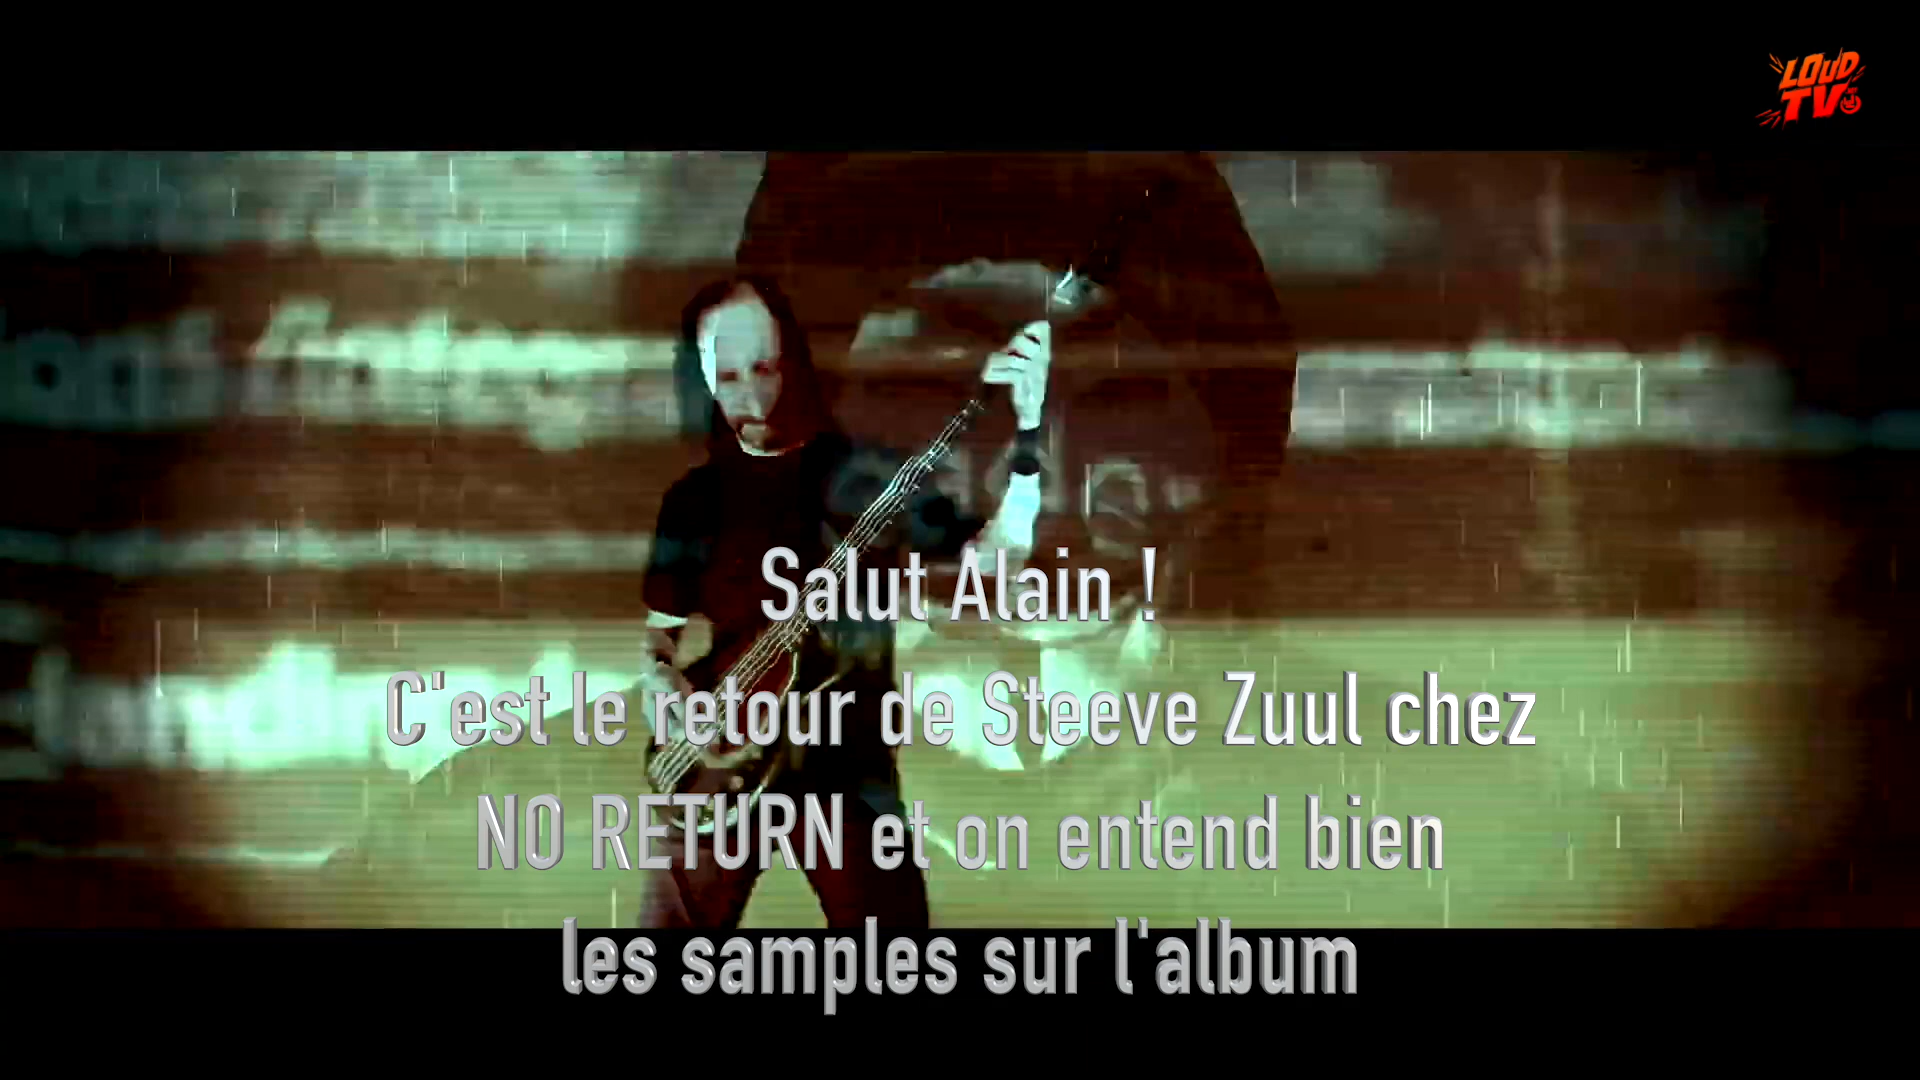 LOUD
TV
Salut Alain !
C'est le retour de Steeve Zuul chez
NO RETURN et on entend bien
les samples sur l'album